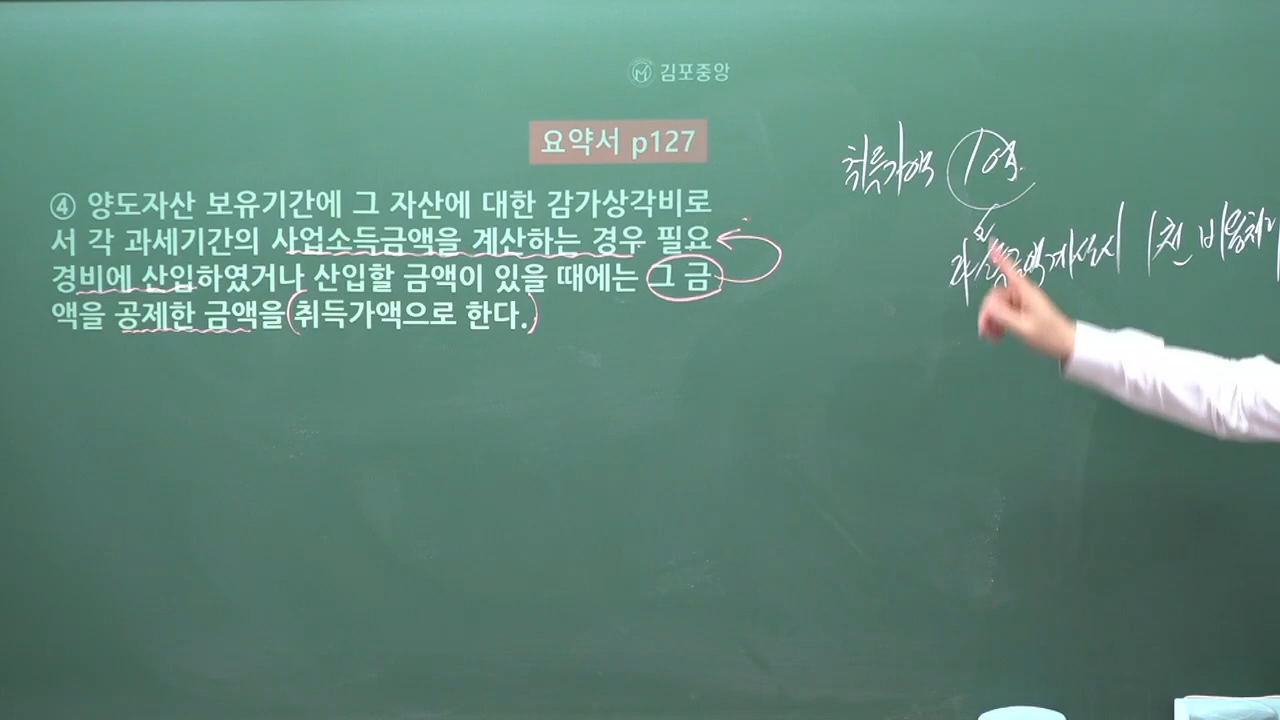 김포중앙
요약서 p127
④ 양도자산 보유기간에 그 자산에 대한 감가상각비로
서 각 과세기간의 사업소득금액을 계산하는 경우 필요
경비에 산입하였거나 산입할 금액이 있을 때에는 그 금
액을 공제한 금액을 취득가액으로 한다.
취득가액 1억
1천 비용처리